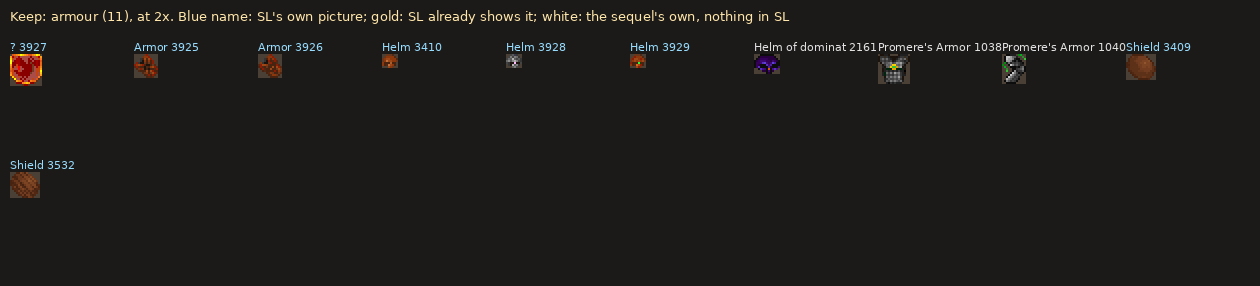 Keep: armour (11), at 2x. Blue name: SL's own picture; gold: SL already shows it; white: the sequel's own, nothing in SL
? 3927 Armor 3925 Armor 3926 Helm 3410 Helm 3928 Helm 3929 Helm of dominat 2161 Promere's Armor 1038 Promere's Armor 1040 Shield 3409
Shield 3532